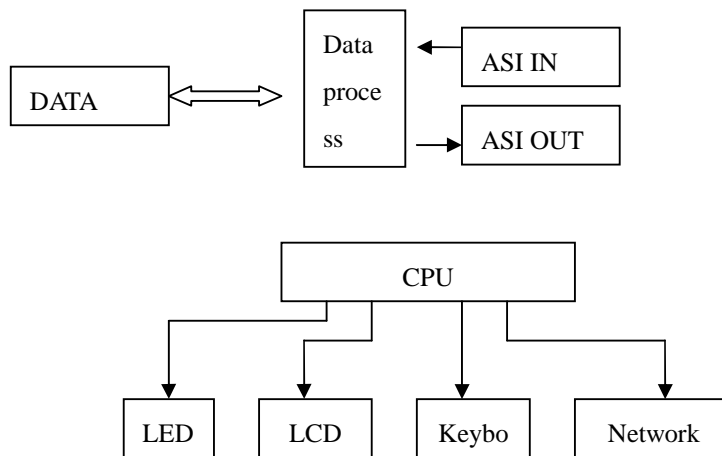 Data
proce
ss
ASI IN
DATA
ASI OUT
CPU
LED
LCD
Keybo
Network